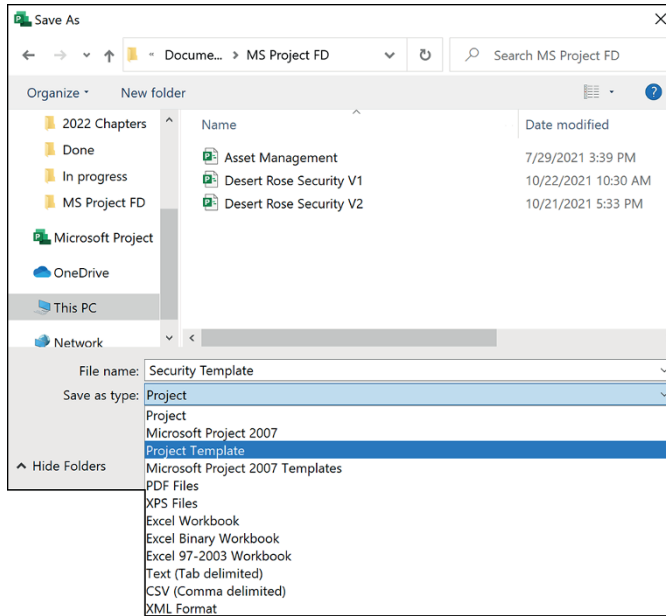 Save As
Docume... > MS Project FD
Search MS Project FD
Organize
New folder
?
2022 Chapters
Done
In progress
MS Project FD
Microsoft Project
OneDrive
This PC
Network
Name
Date modified
Asset Management
7/29/2021 3:39 PM
Desert Rose Security V1
10/22/2021 10:30 AM
Desert Rose Security V2
10/21/2021 5:33 PM
File name: Security Template
Save as type: Project
Project
Microsoft Project 2007
Project Template
Microsoft Project 2007 Templates
PDF Files
XPS Files
Excel Workbook
Excel Binary Workbook
Excel 97-2003 Workbook
Text (Tab delimited)
CSV (Comma delimited)
XML Format
Hide Folders